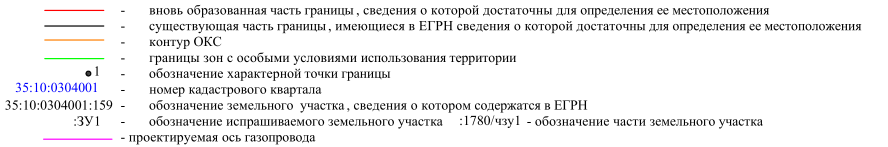 - вновь образованная часть границы, сведения о которой достаточны для определения ее местоположения
- существующая часть границы, имеющиеся в ЕГРН сведения о которой достаточны для определения ее местоположения
- контур ОКС
- границы зон с особыми условиями использования территории
1 - обозначение характерной точки границы
35:10:0304001 - номер кадастрового квартала
35:10:0304001:159 - обозначение земельного участка, сведения о котором содержатся в ЕГРН
:ЗУ1 - обозначение испрашиваемого земельного участка :1780/чзу1 - обозначение части земельного участка
- проектируемая ось газопровода